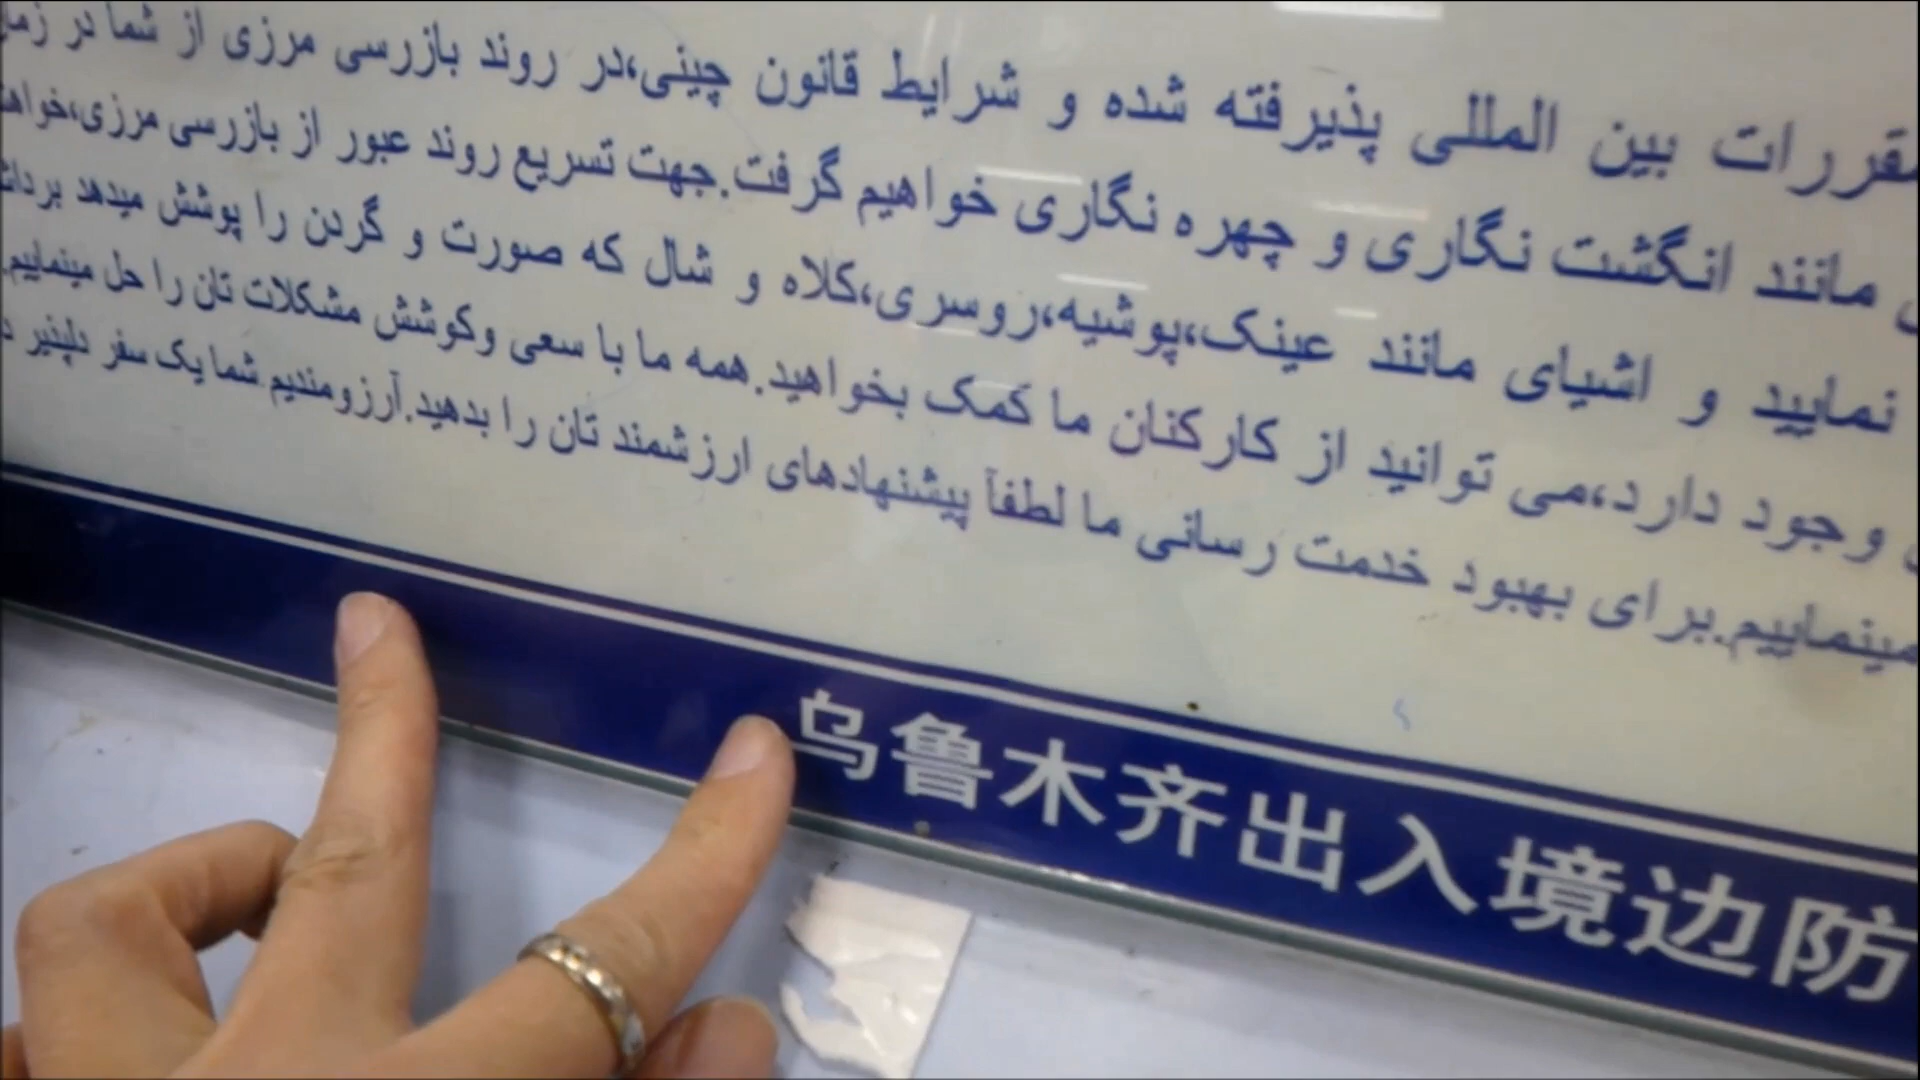 مقررات بین المللی پذیرفته شده و شرایط قانون چینی،در روند بازرسی مرزی از شما در
مانند انگشت نگاری و چهره نگاری خواهیم گرفت.جهت تسریع روند عبور از بازرسی مرزی،
نمایید و اشیای مانند عینک،پوشیه،روسری،کلاه و شال که صورت و گردن را پوشش میدهد
وجود دارد،می توانید از کارکنان ما کمک بخواهید.همه ما با سعی وکوشش مشکلات تان را حل مینماییم.
مینماییم.برای بهبود خدمت رسانی ما لطفاً پیشنهادهای ارزشمند تان را بدهید.آرزومندیم شما یک سفر دلپنیر
乌鲁木齐出入境边防